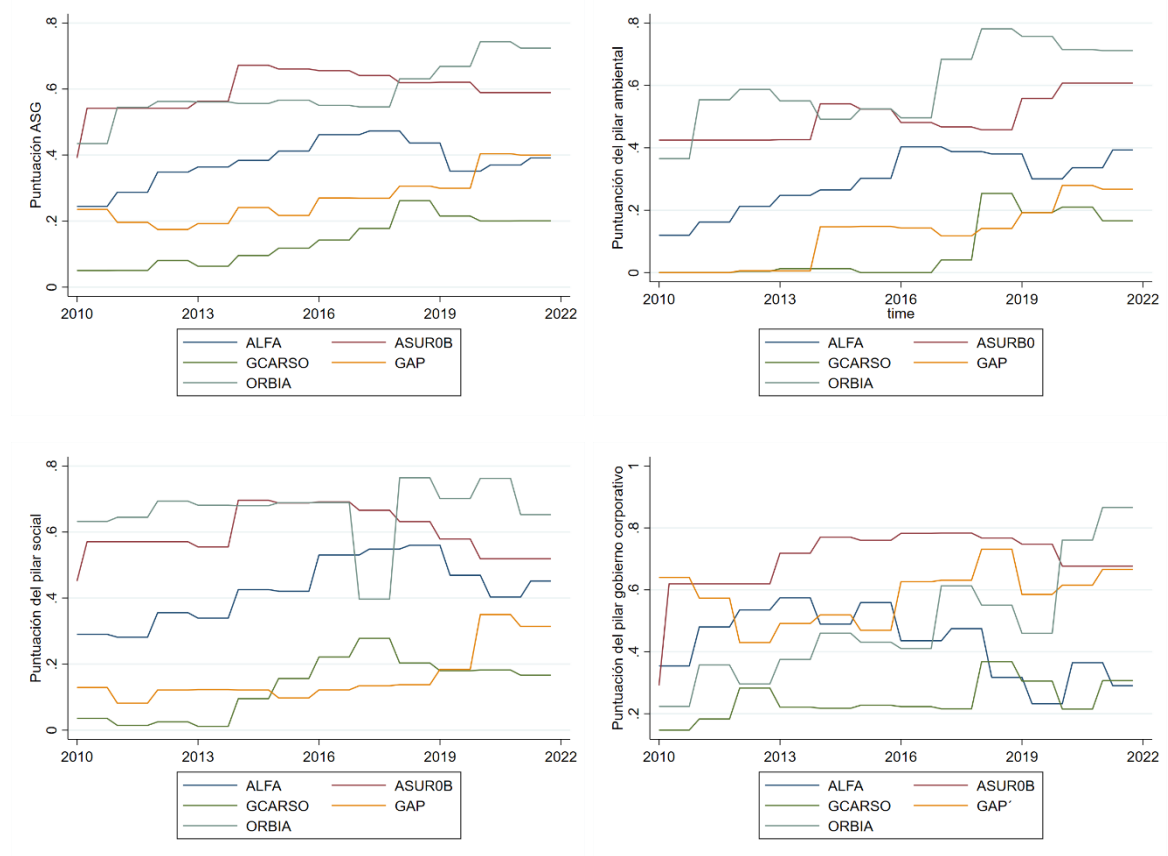 Puntuación ASG
.8
.6
.4
.2
0
2010 2013 2016 2019 2022
ALFA ASUR0B
GCARSO GAP
ORBIA
Puntuanción del pilar ambiental
.8
.6
.4
.2
0
2010 2013 2016 2019 2022
time
ALFA ASURB0
GCARSO GAP
ORBIA
Puntuación del pilar social
.8
.6
.4
.2
0
2010 2013 2016 2019 2022
ALFA ASUR0B
GCARSO GAP
ORBIA
Puntuación del pilar gobierno corporativo
1
.8
.6
.4
.2
2010 2013 2016 2019 2022
ALFA ASUR0B
GCARSO GAP´
ORBIA